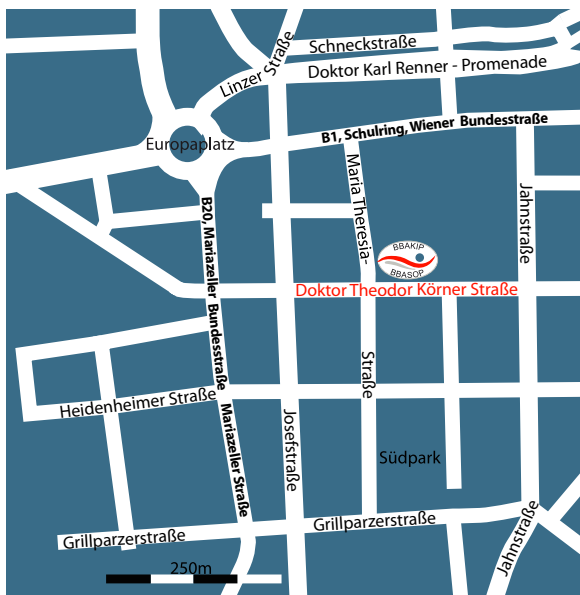 Schneckstraße
Linzer Straße
Doktor Karl Renner - Promenade
B1, Schulring, Wiener Bundesstraße
Europaplatz
Maria Theresia-
Jahnstraße
B20, Mariazeller Bundesstraße
BBAKIP
BBASOP
Doktor Theodor Körner Straße
Straße
Heidenheimer Straße
Mariazeller Straße
Josefstraße
Südpark
Grillparzerstraße
Grillparzerstraße
Jahnstraße
250m